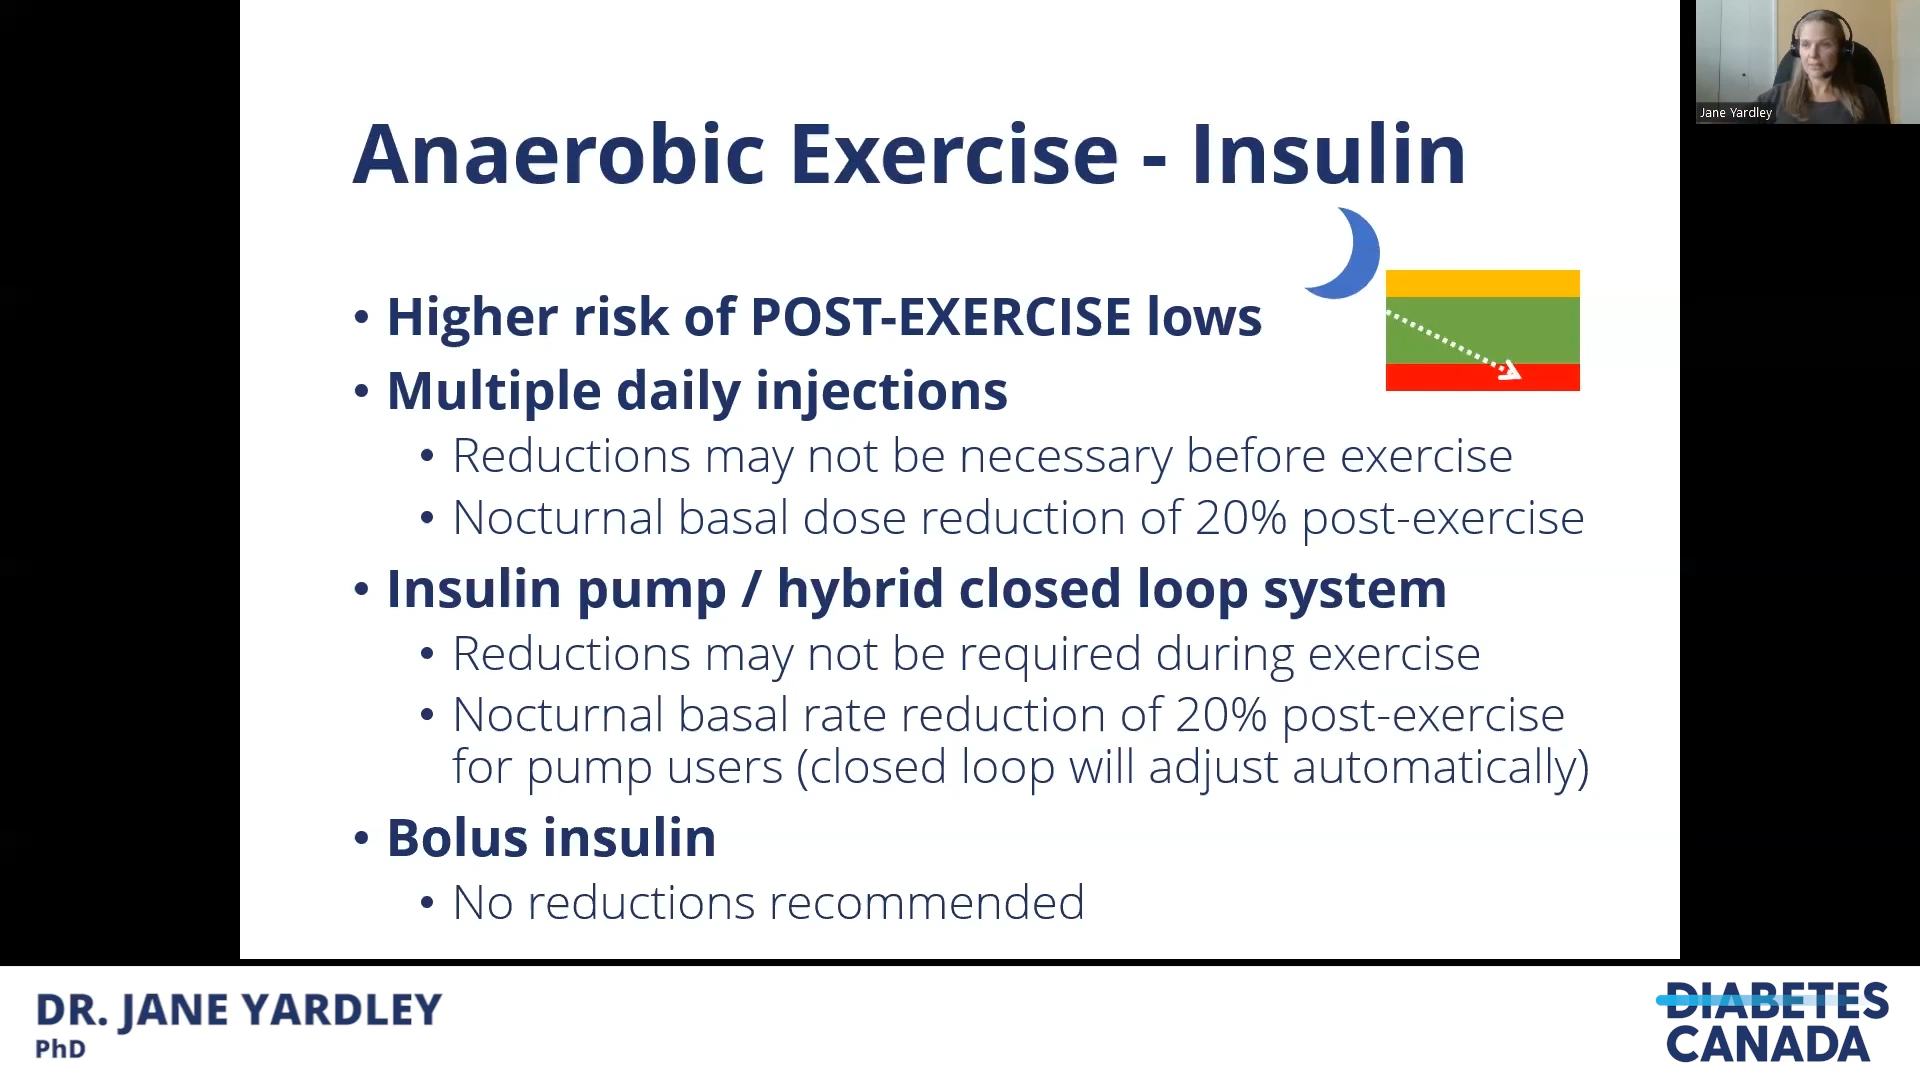 Anaerobic Exercise - Insulin
• Higher risk of POST-EXERCISE lows
• Multiple daily injections
• Reductions may not be necessary before exercise
• Nocturnal basal dose reduction of 20% post-exercise
• Insulin pump / hybrid closed loop system
• Reductions may not be required during exercise
• Nocturnal basal rate reduction of 20% post-exercise
for pump users (closed loop will adjust automatically)
• Bolus insulin
• No reductions recommended
Jane Yardley
DR. JANE YARDLEY
PhD
DIABETES
CANADA